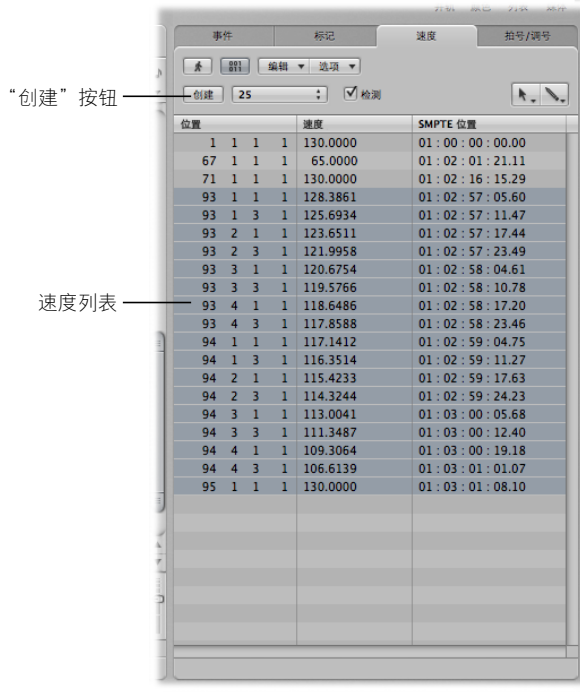 事件 标记 速度 拍号/调号
编辑 选项
“创建”按钮 创建 25 检测
位置 速度 SMPTE 位置
1 1 1 1 130.0000 01 : 00 : 00 : 00.00
67 1 1 1 65.0000 01 : 02 : 01 : 21.11
71 1 1 1 130.0000 01 : 02 : 16 : 15.29
93 1 1 1 128.3861 01 : 02 : 57 : 05.60
93 1 3 1 125.6934 01 : 02 : 57 : 11.47
93 2 1 1 123.6511 01 : 02 : 57 : 17.44
93 2 3 1 121.9958 01 : 02 : 57 : 23.49
93 3 1 1 120.6754 01 : 02 : 58 : 04.61
93 3 3 1 119.5766 01 : 02 : 58 : 10.78
速度列表 93 4 1 1 118.6486 01 : 02 : 58 : 17.20
93 4 3 1 117.8588 01 : 02 : 58 : 23.46
94 1 1 1 117.1412 01 : 02 : 59 : 04.75
94 1 3 1 116.3514 01 : 02 : 59 : 11.27
94 2 1 1 115.4233 01 : 02 : 59 : 17.63
94 2 3 1 114.3244 01 : 02 : 59 : 24.23
94 3 1 1 113.0041 01 : 03 : 00 : 05.68
94 3 3 1 111.3487 01 : 03 : 00 : 12.40
94 4 1 1 109.3064 01 : 03 : 00 : 19.18
94 4 3 1 106.6139 01 : 03 : 01 : 01.07
95 1 1 1 130.0000 01 : 03 : 01 : 08.10